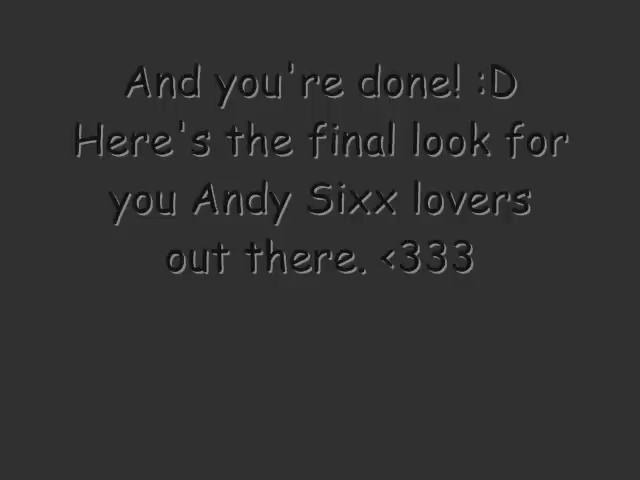 And you're done! :D
Here's the final look for
you Andy Sixx lovers
out there. <333